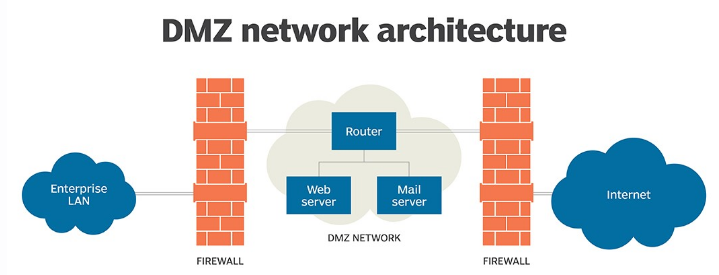 DMZ network architecture
Enterprise
LAN
FIREWALL
Router
Web
server
Mail
server
DMZ NETWORK
FIREWALL
Internet